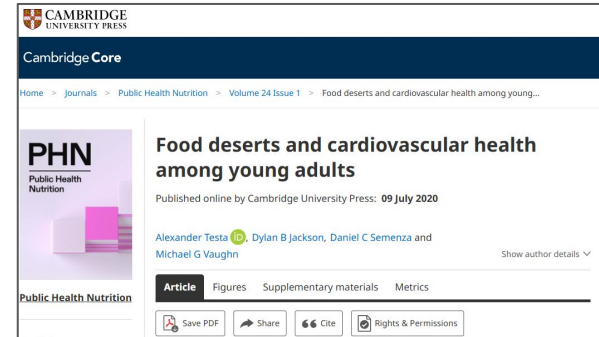 CAMBRIDGE
UNIVERSITY PRESS
Cambridge Core
Home > Journals > Public Health Nutrition > Volume 24 Issue 1 > Food deserts and cardiovascular health among young...
PHN
Public Health
Nutrition
Public Health Nutrition
Food deserts and cardiovascular health
among young adults
Published online by Cambridge University Press: 09 July 2020
Alexander Testa iD, Dylan B Jackson, Daniel C Semenza and
Michael G Vaughn
Show author details
Article Figures Supplementary materials Metrics
Save PDF Share Cite Rights & Permissions